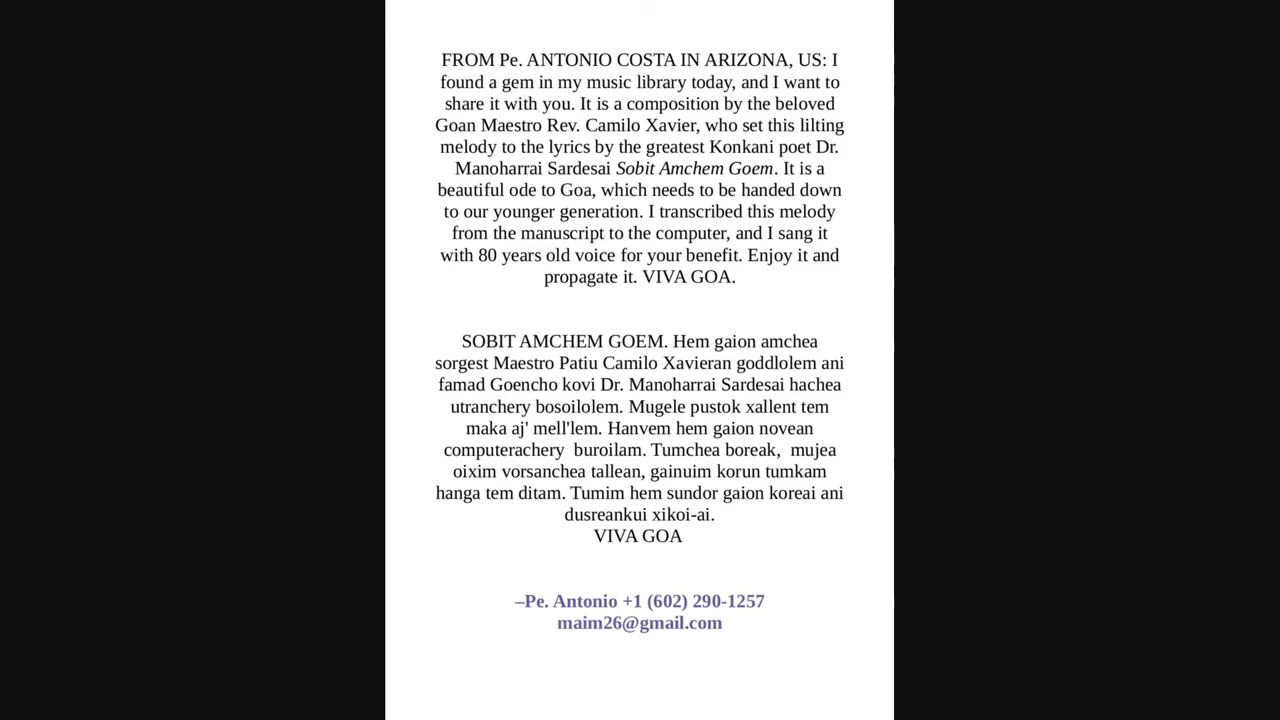 FROM Pe. ANTONIO COSTA IN ARIZONA, US: I
found a gem in my music library today, and I want to
share it with you. It is a composition by the beloved
Goan Maestro Rev. Camilo Xavier, who set this lilting
melody to the lyrics by the greatest Konkani poet Dr.
Manoharrai Sardesai Sobit Amchem Goem. It is a
beautiful ode to Goa, which needs to be handed down
to our younger generation. I transcribed this melody
from the manuscript to the computer, and I sang it
with 80 years old voice for your benefit. Enjoy it and
propagate it. VIVA GOA.
SOBIT AMCHEM GOEM. Hem gaion amchea
sorgest Maestro Patiu Camilo Xavieran goddlolem ani
famad Goencho kovi Dr. Manoharrai Sardesai hachea
utranchery bosoilolem. Mugele pustok xallent tem
maka aj' mell'lem. Hanvem hem gaion novean
computerachery  buroilam. Tumchea boreak,  mujea
oixim vorsanchea tallean, gainuim korun tumkam
hanga tem ditam. Tumim hem sundor gaion koreai ani
dusreankui xikoi-ai.
VIVA GOA
–Pe. Antonio +1 (602) 290-1257
maim26@gmail.com